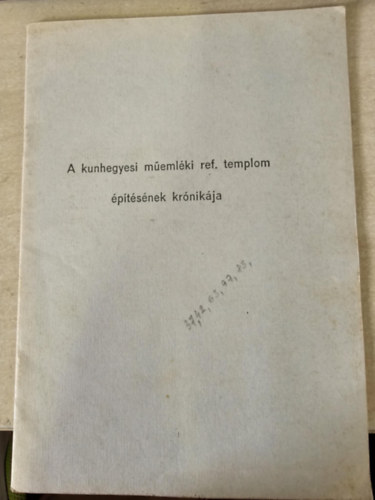 A kunhegyesi műemléki ref. templom
építésének krónikája